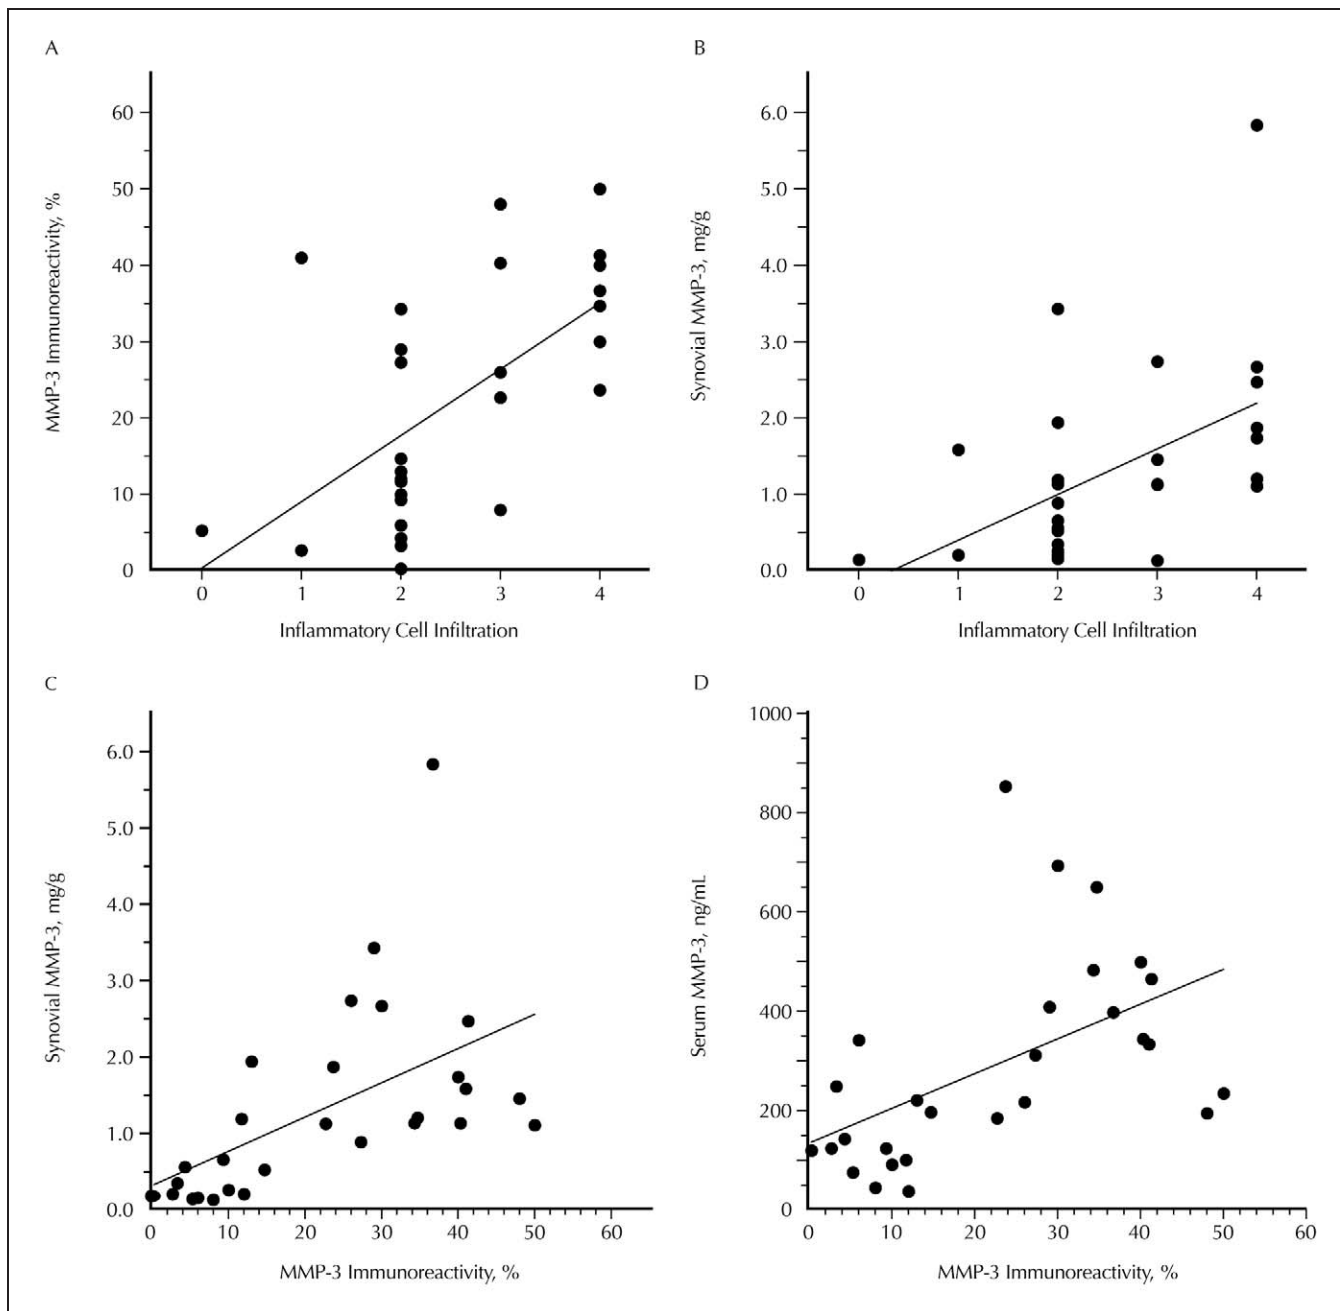 A
MMP-3 Immunoreactivity, %
60
50
40
30
20
10
0
0 1 2 3 4
Inflammatory Cell Infiltration
B
Synovial MMP-3, mg/g
6.0
5.0
4.0
3.0
2.0
1.0
0.0
0 1 2 3 4
Inflammatory Cell Infiltration
C
Synovial MMP-3, mg/g
6.0
5.0
4.0
3.0
2.0
1.0
0.0
0 10 20 30 40 50 60
MMP-3 Immunoreactivity, %
D
Serum MMP-3, ng/mL
1000
800
600
400
200
0
0 10 20 30 40 50 60
MMP-3 Immunoreactivity, %